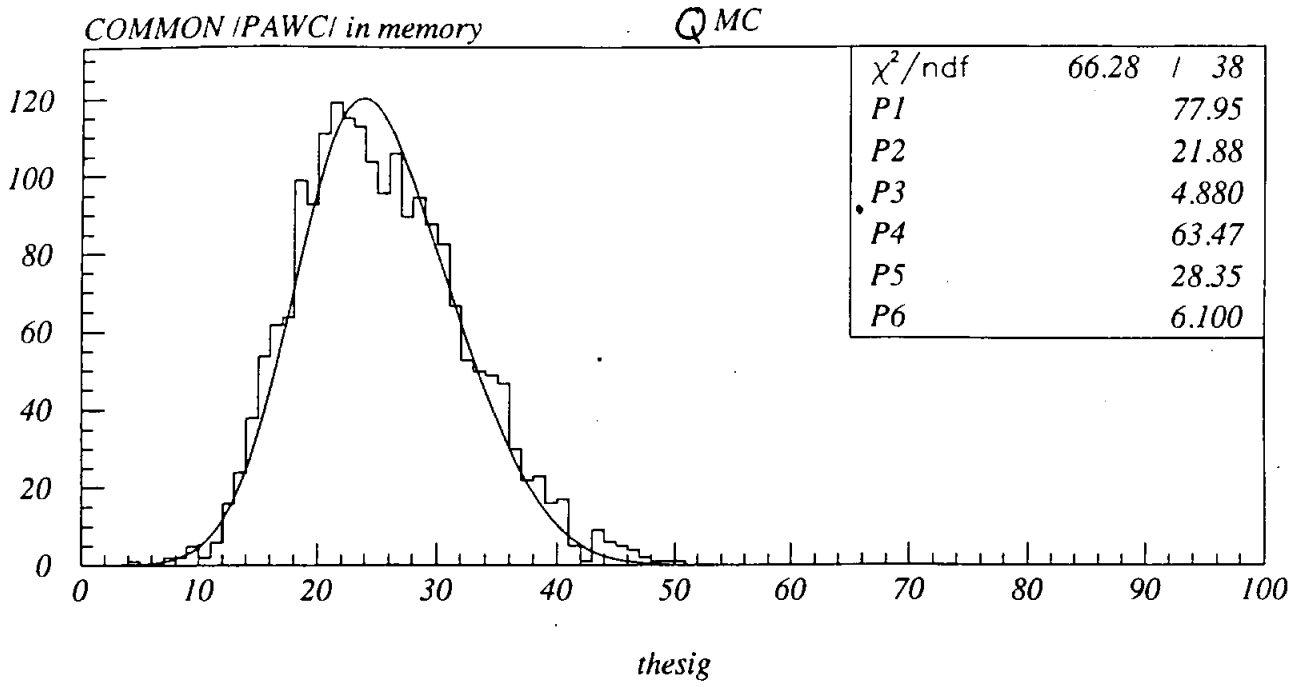 COMMON /PAWC/ in memory
QMC
χ²/ndf 66.28 / 38
P1 77.95
P2 21.88
P3 4.880
P4 63.47
P5 28.35
P6 6.100
120
100
80
60
40
20
0
0 10 20 30 40 50 60 70 80 90 100
thesig